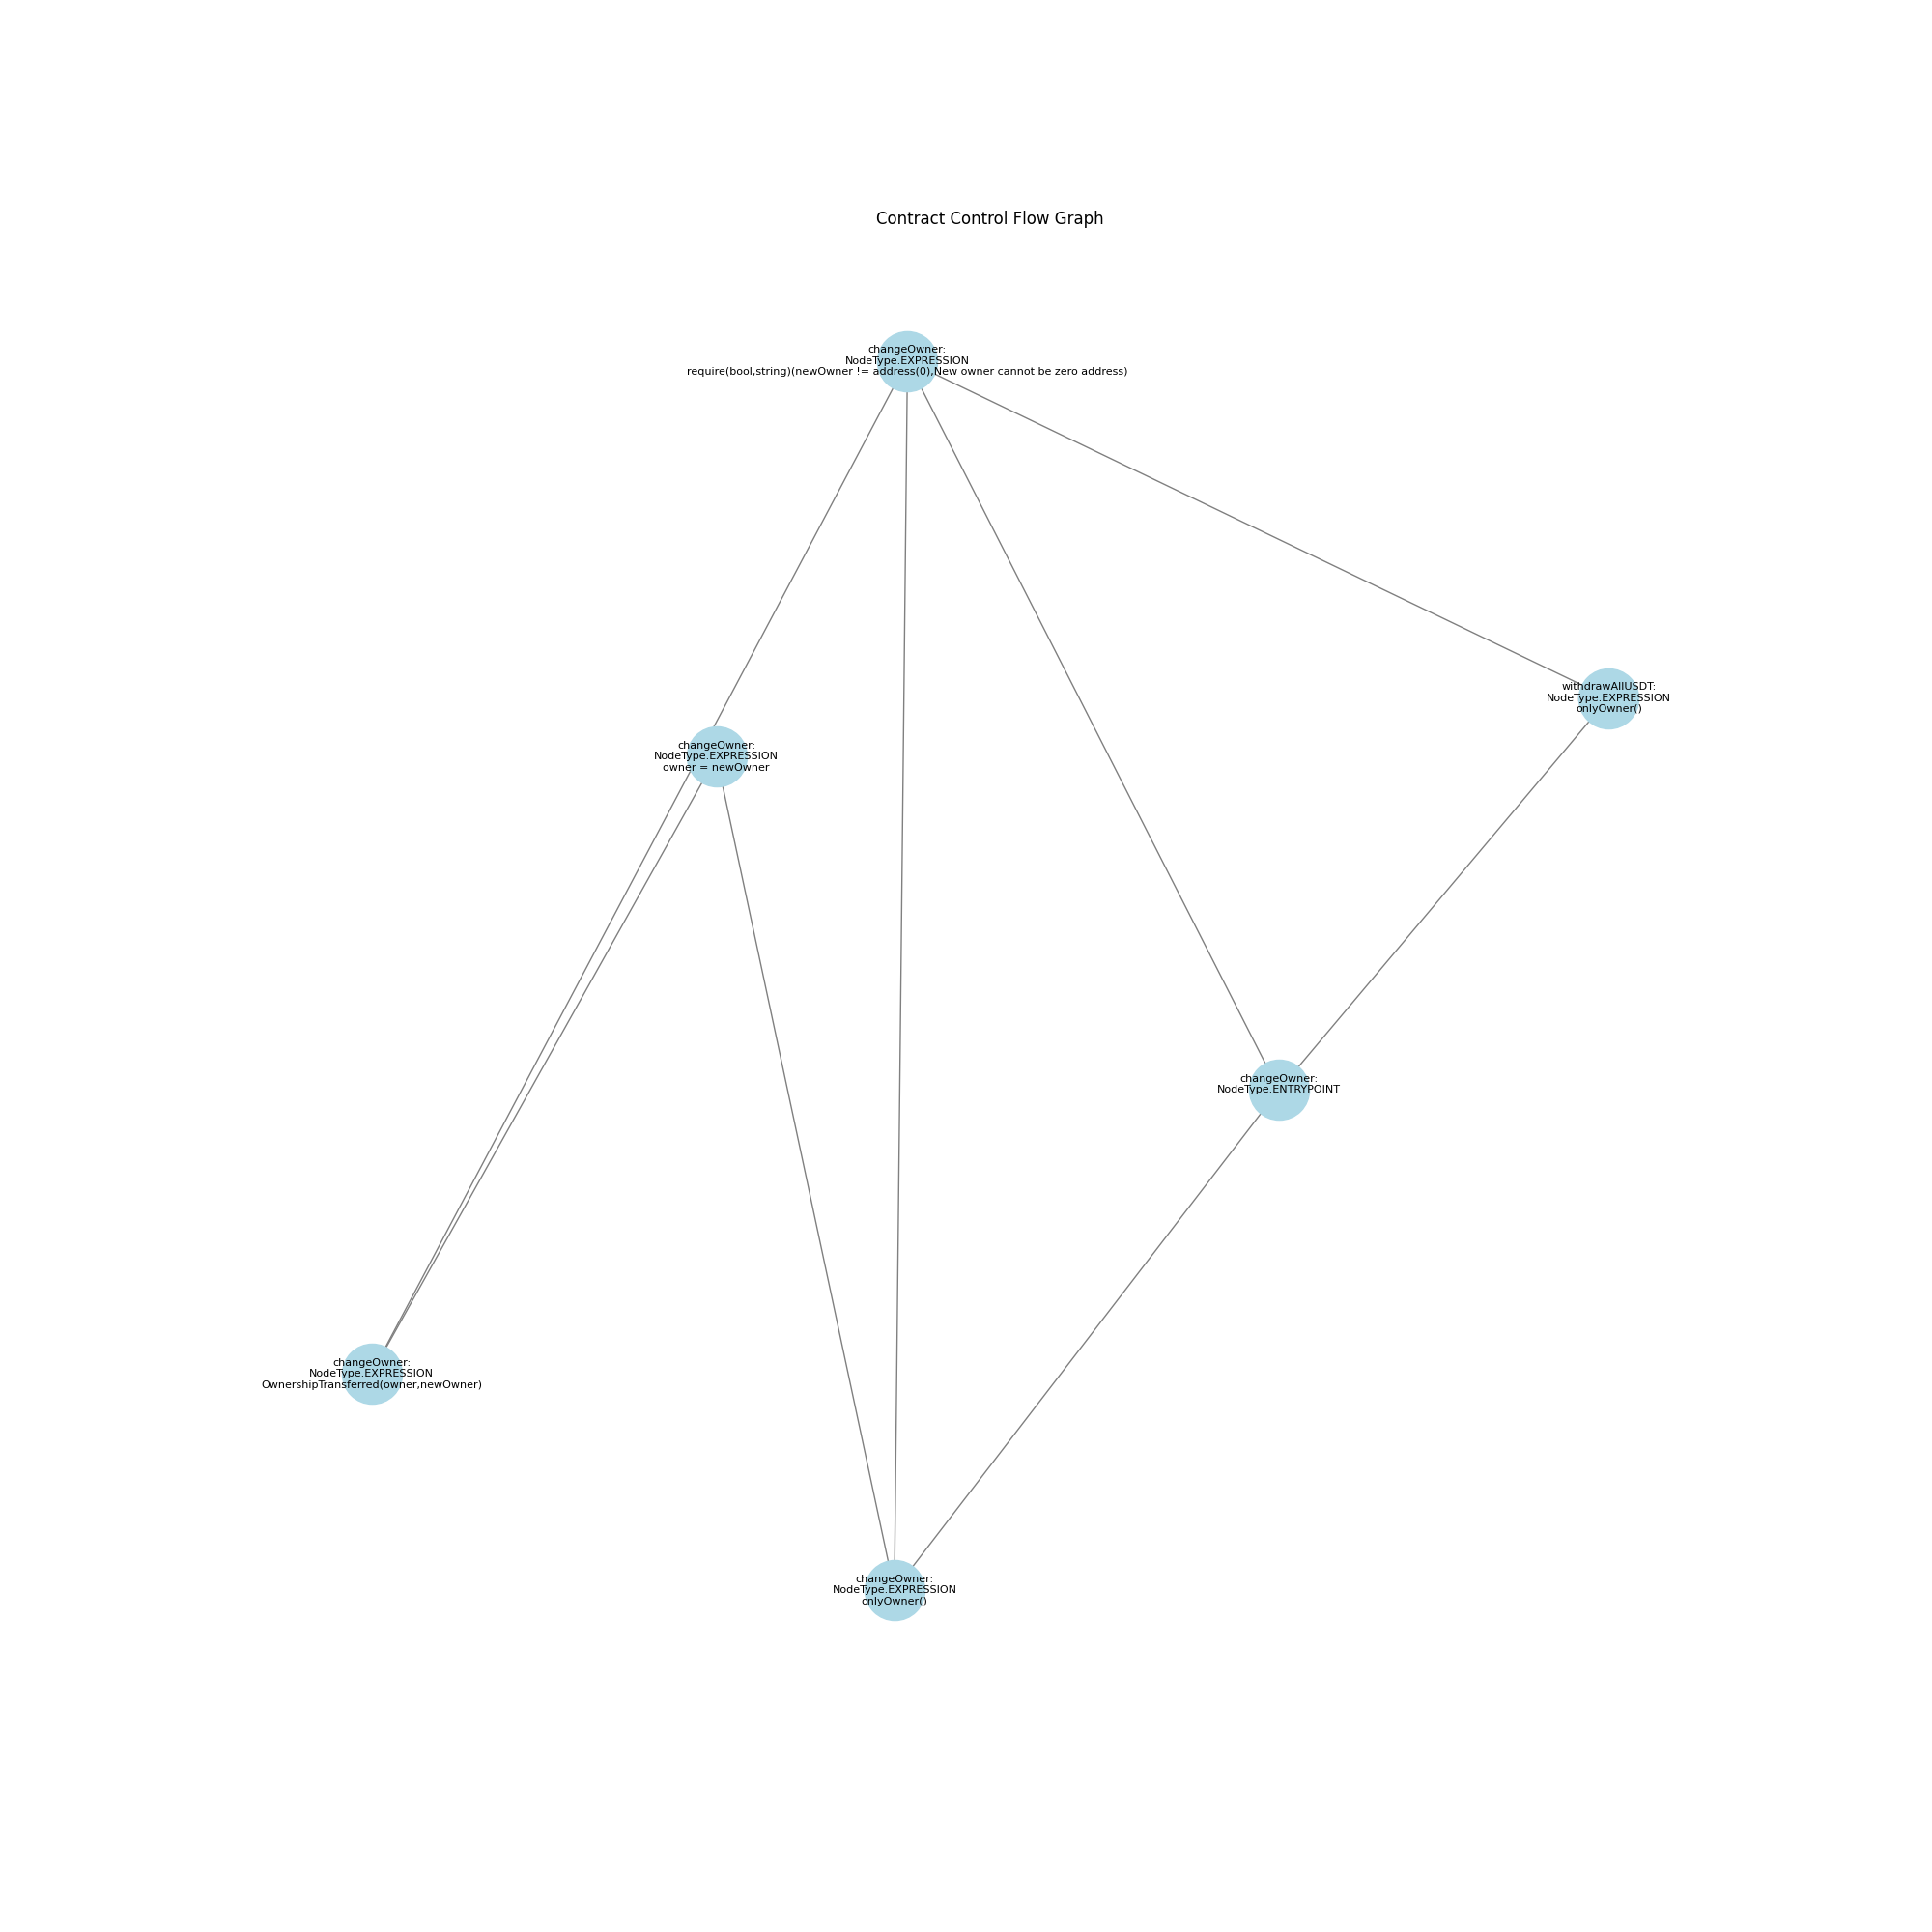 Contract Control Flow Graph
changeOwner:
NodeType.EXPRESSION
require(bool,string)(newOwner != address(0),New owner cannot be zero address)
withdrawAllUSDT:
NodeType.EXPRESSION
onlyOwner()
changeOwner:
NodeType.EXPRESSION
owner = newOwner
changeOwner:
NodeType.ENTRYPOINT
changeOwner:
NodeType.EXPRESSION
OwnershipTransferred(owner,newOwner)
changeOwner:
NodeType.EXPRESSION
onlyOwner()